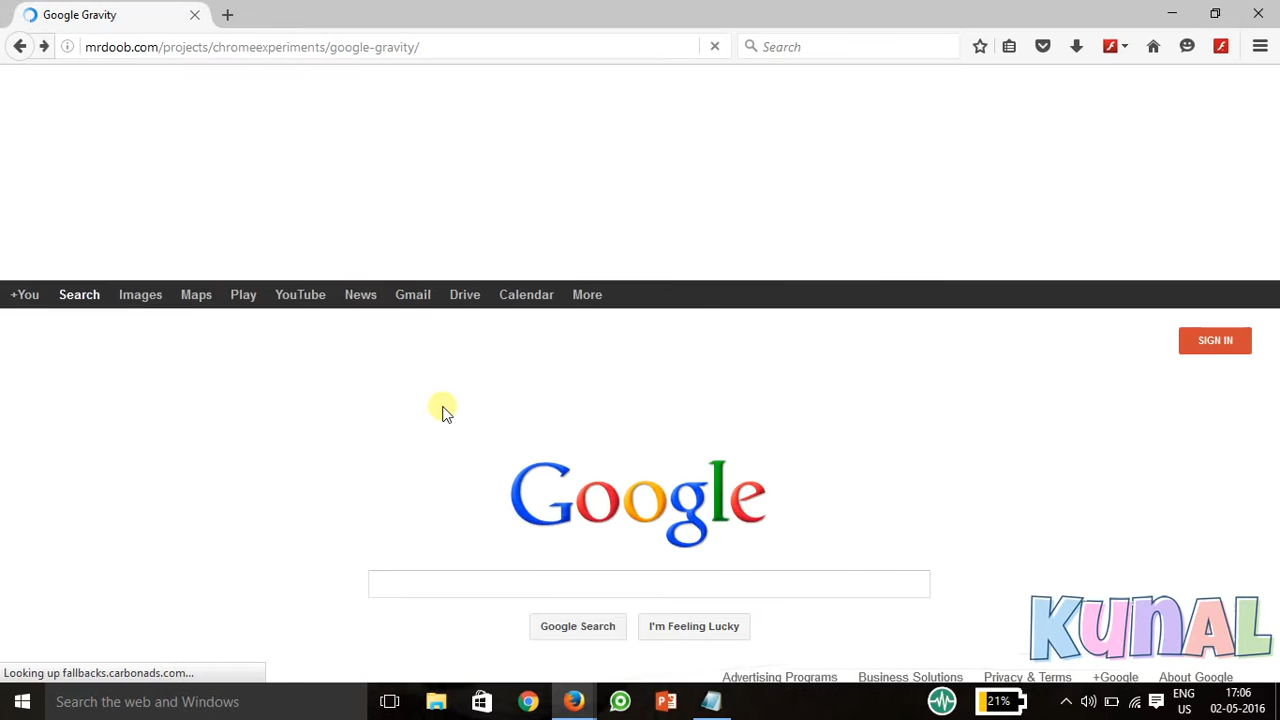 Google Gravity
mrdoob.com/projects/chromeexperiments/google-gravity/
Search
+You Search Images Maps Play YouTube News Gmail Drive Calendar More
SIGN IN
Google
Google Search I'm Feeling Lucky
KUNAL
Advertising Programs Business Solutions Privacy & Terms +Google About Google
Looking up fallbacks.carbonads.com...
Search the web and Windows
21%
ENG
US
17:06
02-05-2016